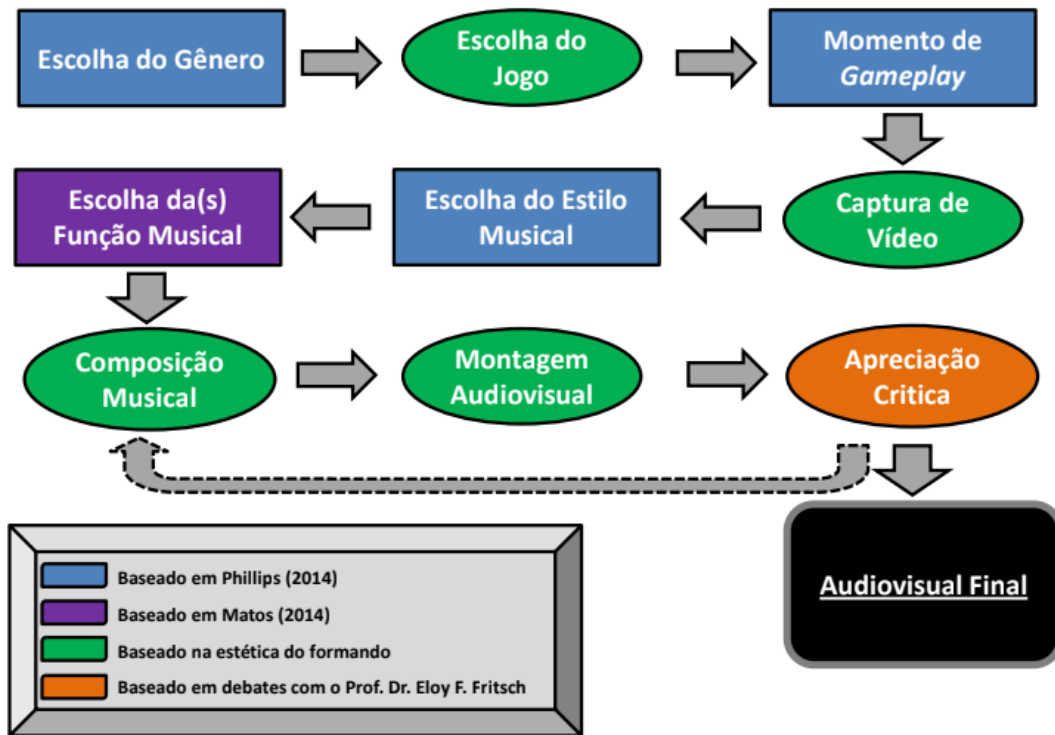 Escolha do Gênero
Escolha do
Jogo
Momento de
Gameplay
Captura de
Vídeo
Escolha do Estilo
Musical
Escolha da(s)
Função Musical
Composição
Musical
Montagem
Audiovisual
Apreciação
Critica
Audiovisual Final
Baseado em Phillips (2014)
Baseado em Matos (2014)
Baseado na estética do formando
Baseado em debates com o Prof. Dr. Eloy F. Fritsch